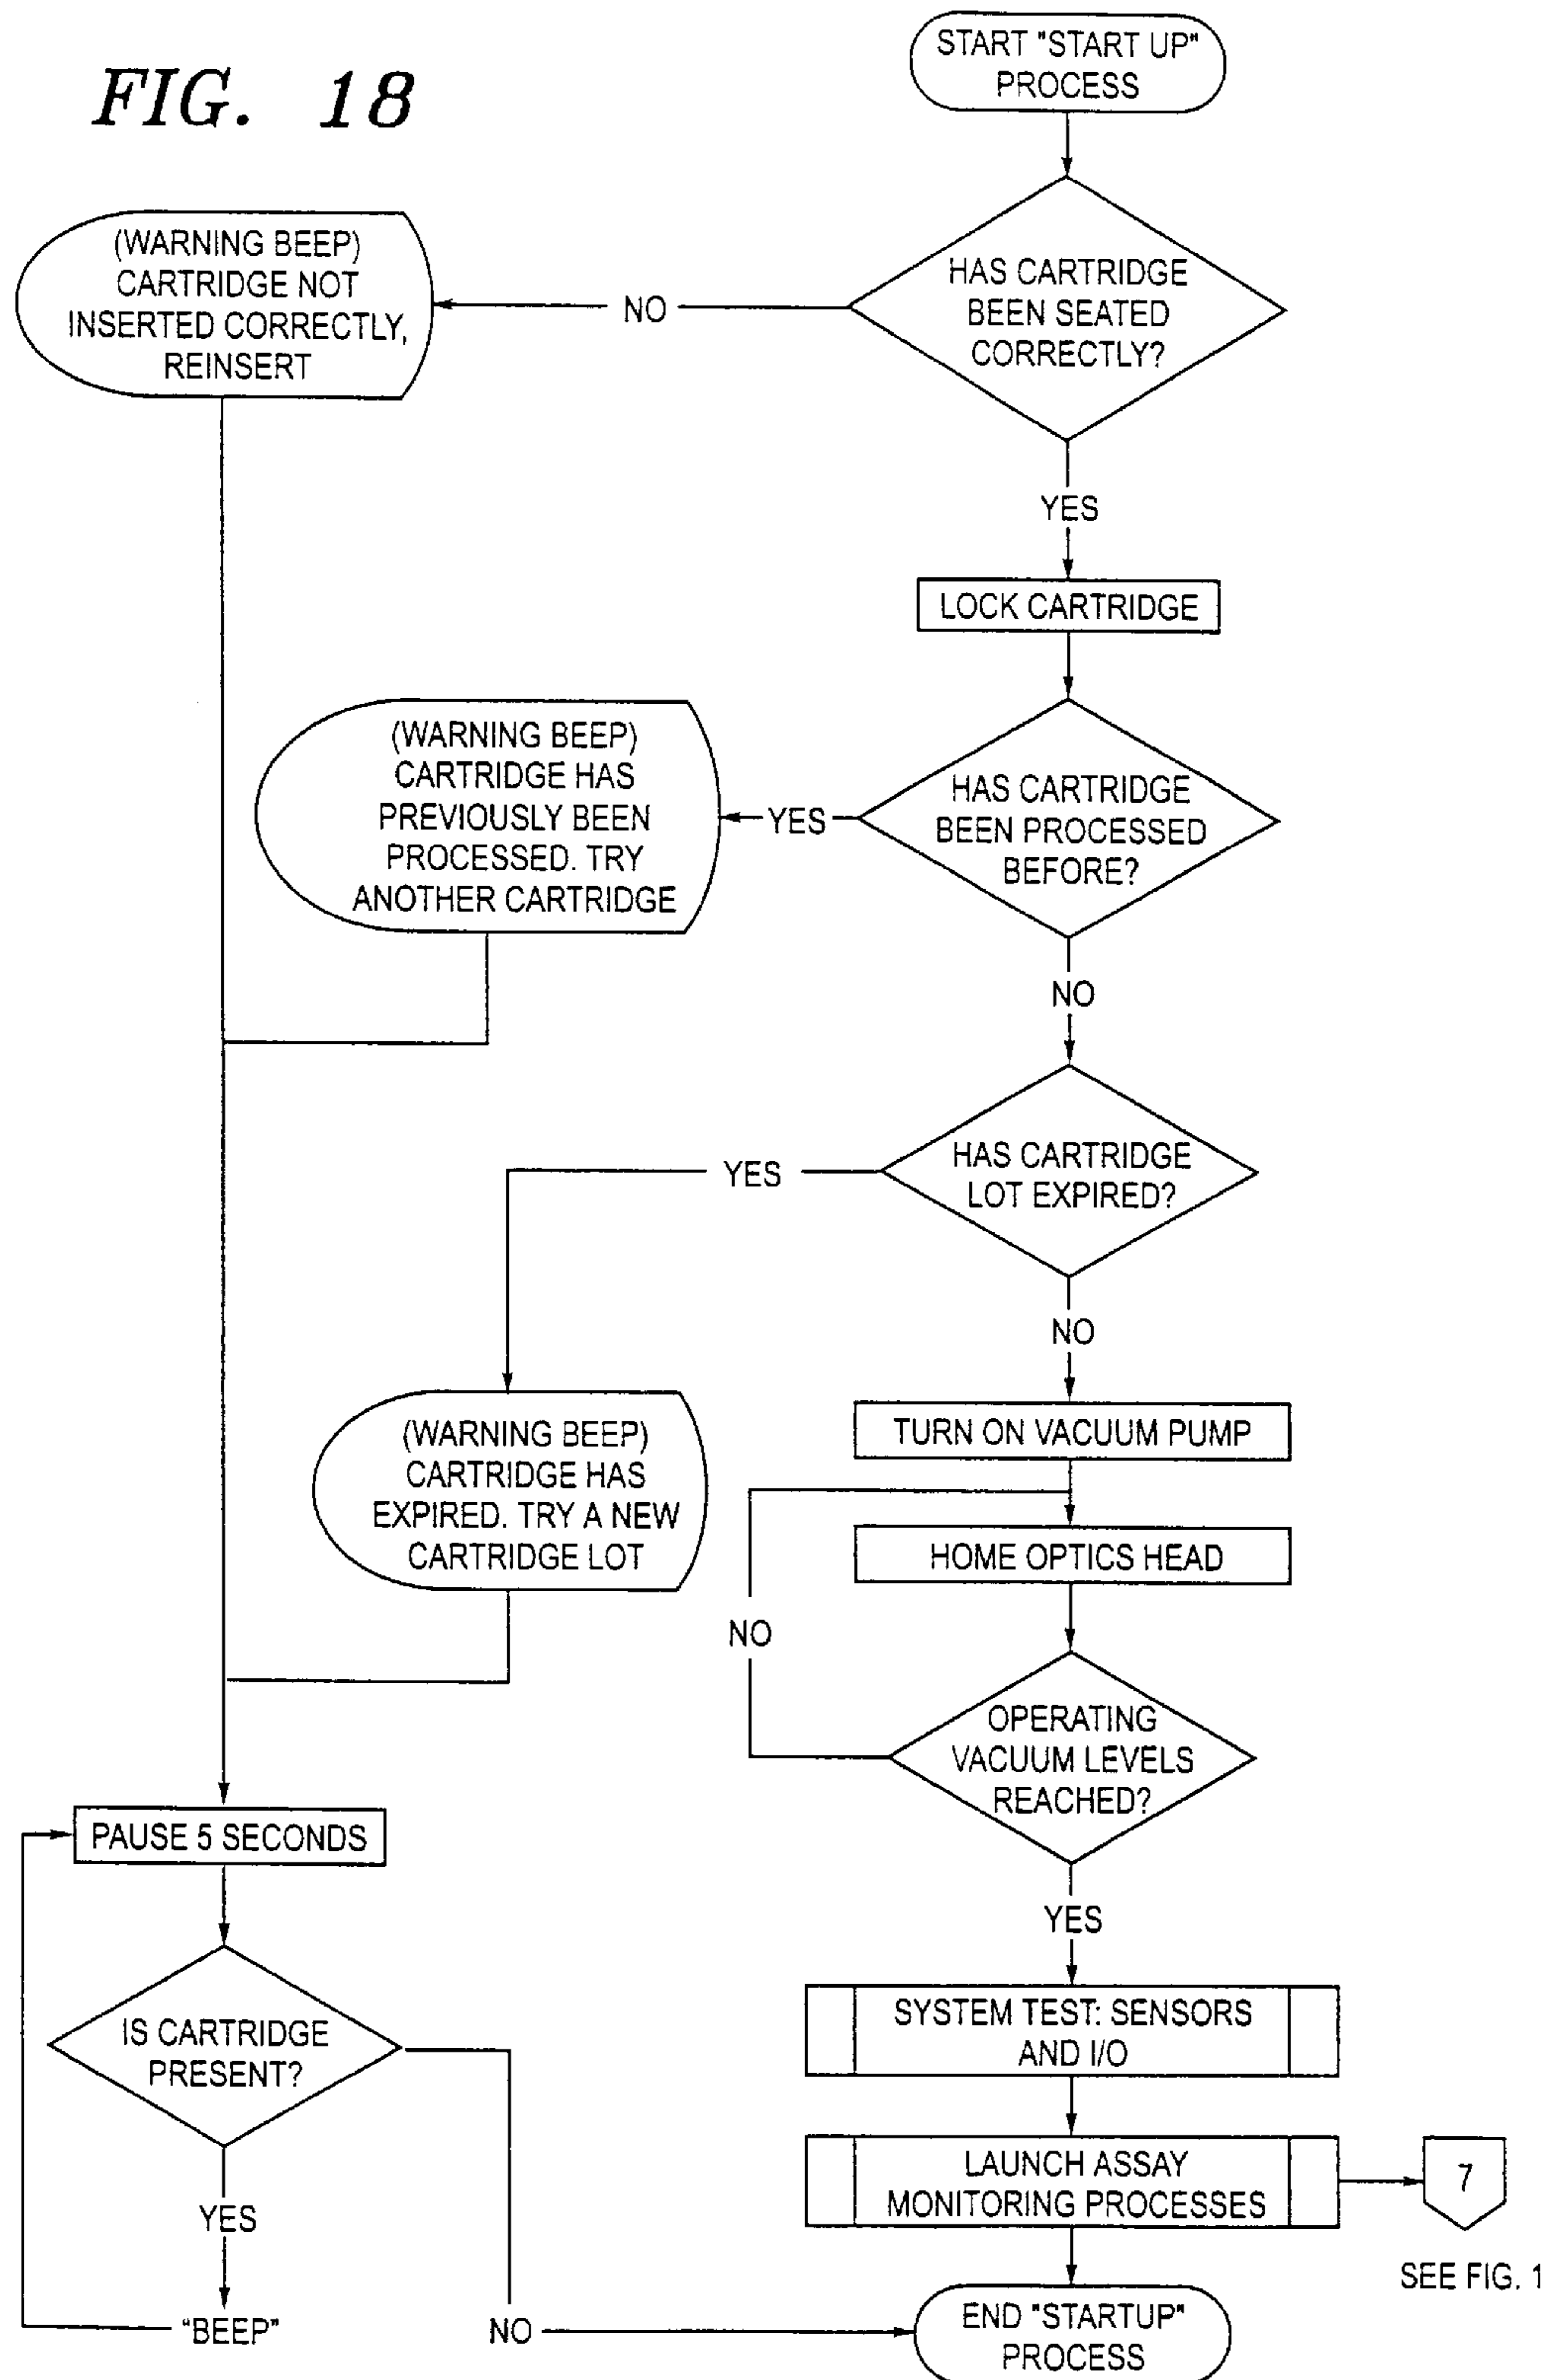 FIG. 18
START "START UP"
PROCESS
HAS CARTRIDGE
BEEN SEATED
CORRECTLY?
NO
(WARNING BEEP)
CARTRIDGE NOT
INSERTED CORRECTLY,
REINSERT
YES
LOCK CARTRIDGE
HAS CARTRIDGE
BEEN PROCESSED
BEFORE?
YES
(WARNING BEEP)
CARTRIDGE HAS
PREVIOUSLY BEEN
PROCESSED. TRY
ANOTHER CARTRIDGE
NO
HAS CARTRIDGE
LOT EXPIRED?
YES
(WARNING BEEP)
CARTRIDGE HAS
EXPIRED. TRY A NEW
CARTRIDGE LOT
NO
TURN ON VACUUM PUMP
HOME OPTICS HEAD
NO
OPERATING
VACUUM LEVELS
REACHED?
YES
SYSTEM TEST: SENSORS
AND I/O
LAUNCH ASSAY
MONITORING PROCESSES
7
SEE FIG. 1
END "STARTUP"
PROCESS
PAUSE 5 SECONDS
IS CARTRIDGE
PRESENT?
YES
"BEEP"
NO